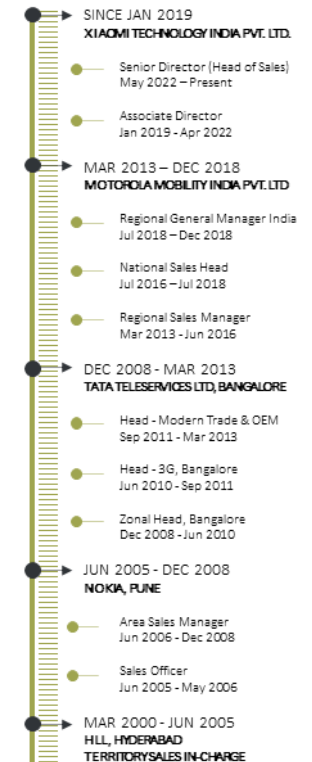 SINCE JAN 2019
XIAOMI TECHNOLOGY INDIA PVT. LTD.
Senior Director (Head of Sales)
May 2022 – Present
Associate Director
Jan 2019 - Apr 2022
MAR 2013 – DEC 2018
MOTOROLA MOBILITY INDIA PVT. LTD
Regional General Manager India
Jul 2018 – Dec 2018
National Sales Head
Jul 2016 – Jul 2018
Regional Sales Manager
Mar 2013 - Jun 2016
DEC 2008 - MAR 2013
TATA TELESERVICES LTD, BANGALORE
Head - Modern Trade & OEM
Sep 2011 - Mar 2013
Head - 3G, Bangalore
Jun 2010 - Sep 2011
Zonal Head, Bangalore
Dec 2008 - Jun 2010
JUN 2005 - DEC 2008
NOKIA, PUNE
Area Sales Manager
Jun 2006 - Dec 2008
Sales Officer
Jun 2005 - May 2006
MAR 2000 - JUN 2005
HLL, HYDERABAD
TERRITORY SALES IN-CHARGE